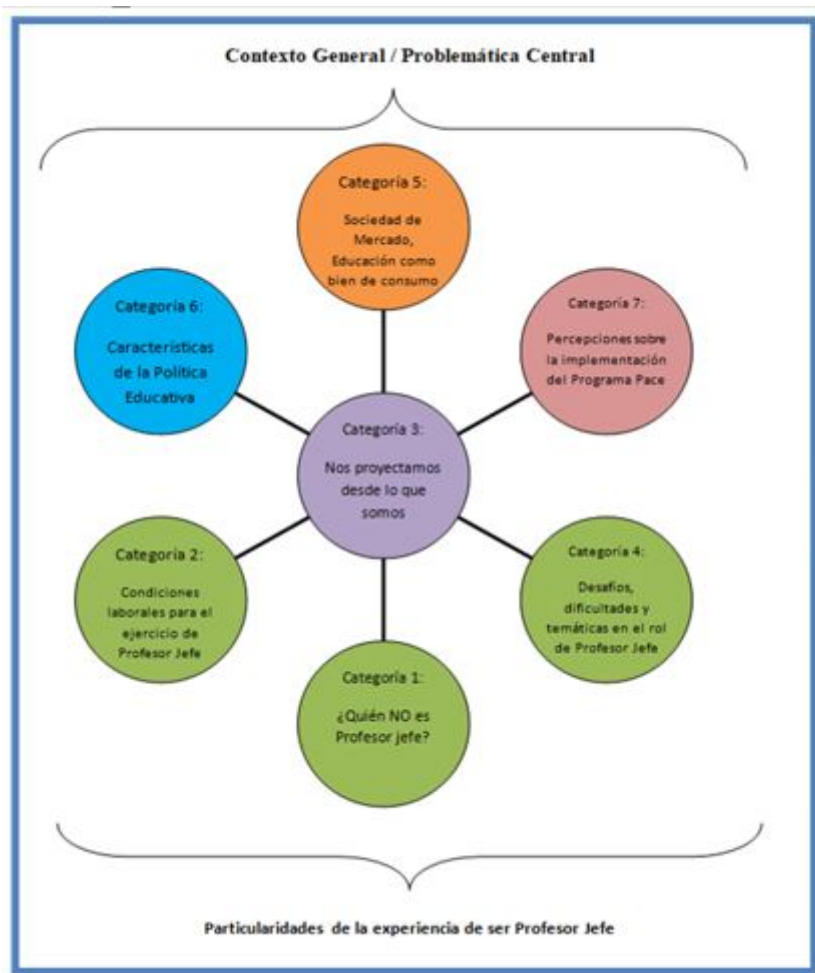 Contexto General / Problemática Central
Categoría 5:
Sociedad de
Mercado,
Educación como
bien de consumo
Categoría 6:
Características
de la Política
Educativa
Categoría 7:
Percepciones sobre
la implementación
del Programa Pace
Categoría 3:
Nos proyectamos
desde lo que
somos
Categoría 2:
Condiciones
laborales para el
ejercicio de
Profesor Jefe
Categoría 4:
Desafíos,
dificultades y
temáticas en el rol
de Profesor Jefe
Categoría 1:
¿Quién NO es
Profesor jefe?
Particularidades de la experiencia de ser Profesor Jefe